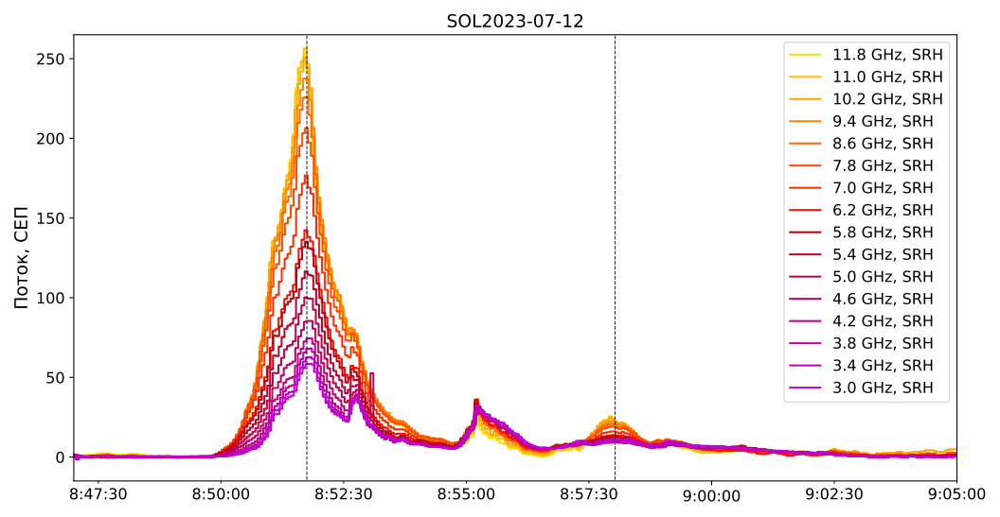 SOL2023-07-12
Поток, СЕП
250
200
150
100
50
0
11.8 GHz, SRH
11.0 GHz, SRH
10.2 GHz, SRH
9.4 GHz, SRH
8.6 GHz, SRH
7.8 GHz, SRH
7.0 GHz, SRH
6.2 GHz, SRH
5.8 GHz, SRH
5.4 GHz, SRH
5.0 GHz, SRH
4.6 GHz, SRH
4.2 GHz, SRH
3.8 GHz, SRH
3.4 GHz, SRH
3.0 GHz, SRH
8:47:30 8:50:00 8:52:30 8:55:00 8:57:30 9:00:00 9:02:30 9:05:00